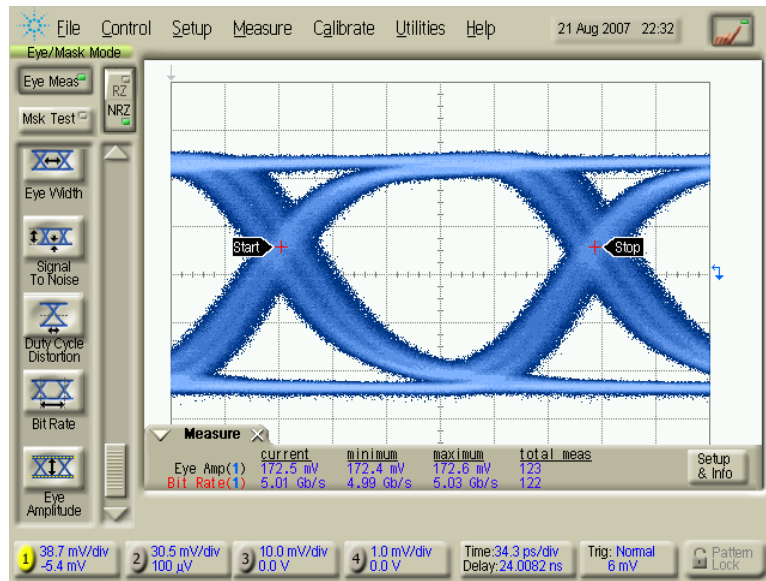 File Control Setup Measure Calibrate Utilities Help 21 Aug 2007 22:32
Eye/Mask Mode
Eye Meas
RZ
NRZ
Msk Test
Eye Width
Signal
To Noise
Duty Cycle
Distortion
Bit Rate
Eye
Amplitude
Start
Stop
Measure
current minimum maximum total meas
Eye Amp(1) 172.5 mV 172.4 mV 172.6 mV 123
Bit Rate(1) 5.01 Gb/s 4.99 Gb/s 5.03 Gb/s 122
Setup
& Info
1 38.7 mV/div
-5.4 mV
2 30.5 mV/div
100 µV
3 10.0 mV/div
0.0 V
4 1.0 mV/div
0.0 V
Time:34.3 ps/div
Delay:24.0082 ns
Trig: Normal
6 mV
Pattern
Lock